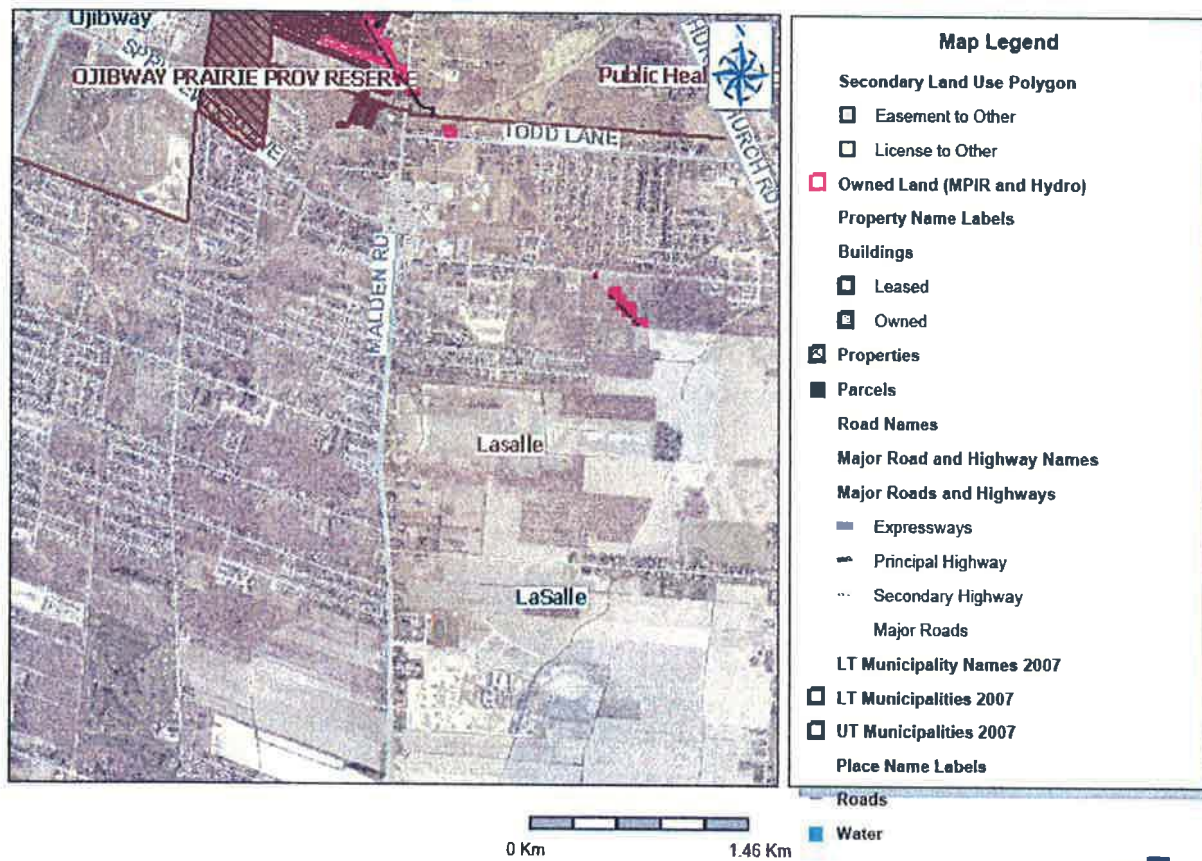 Ojibway
OJIBWAY PRAIRIE PROV RESERVE
Public Heal
TODD LANE
MALDEN RD
Lasalle
LaSalle
0 Km
1.46 Km
Map Legend
Secondary Land Use Polygon
Easement to Other
License to Other
Owned Land (MPIR and Hydro)
Property Name Labels
Buildings
Leased
Owned
Properties
Parcels
Road Names
Major Road and Highway Names
Major Roads and Highways
Expressways
Principal Highway
Secondary Highway
Major Roads
LT Municipality Names 2007
LT Municipalities 2007
UT Municipalities 2007
Place Name Labels
Roads
Water